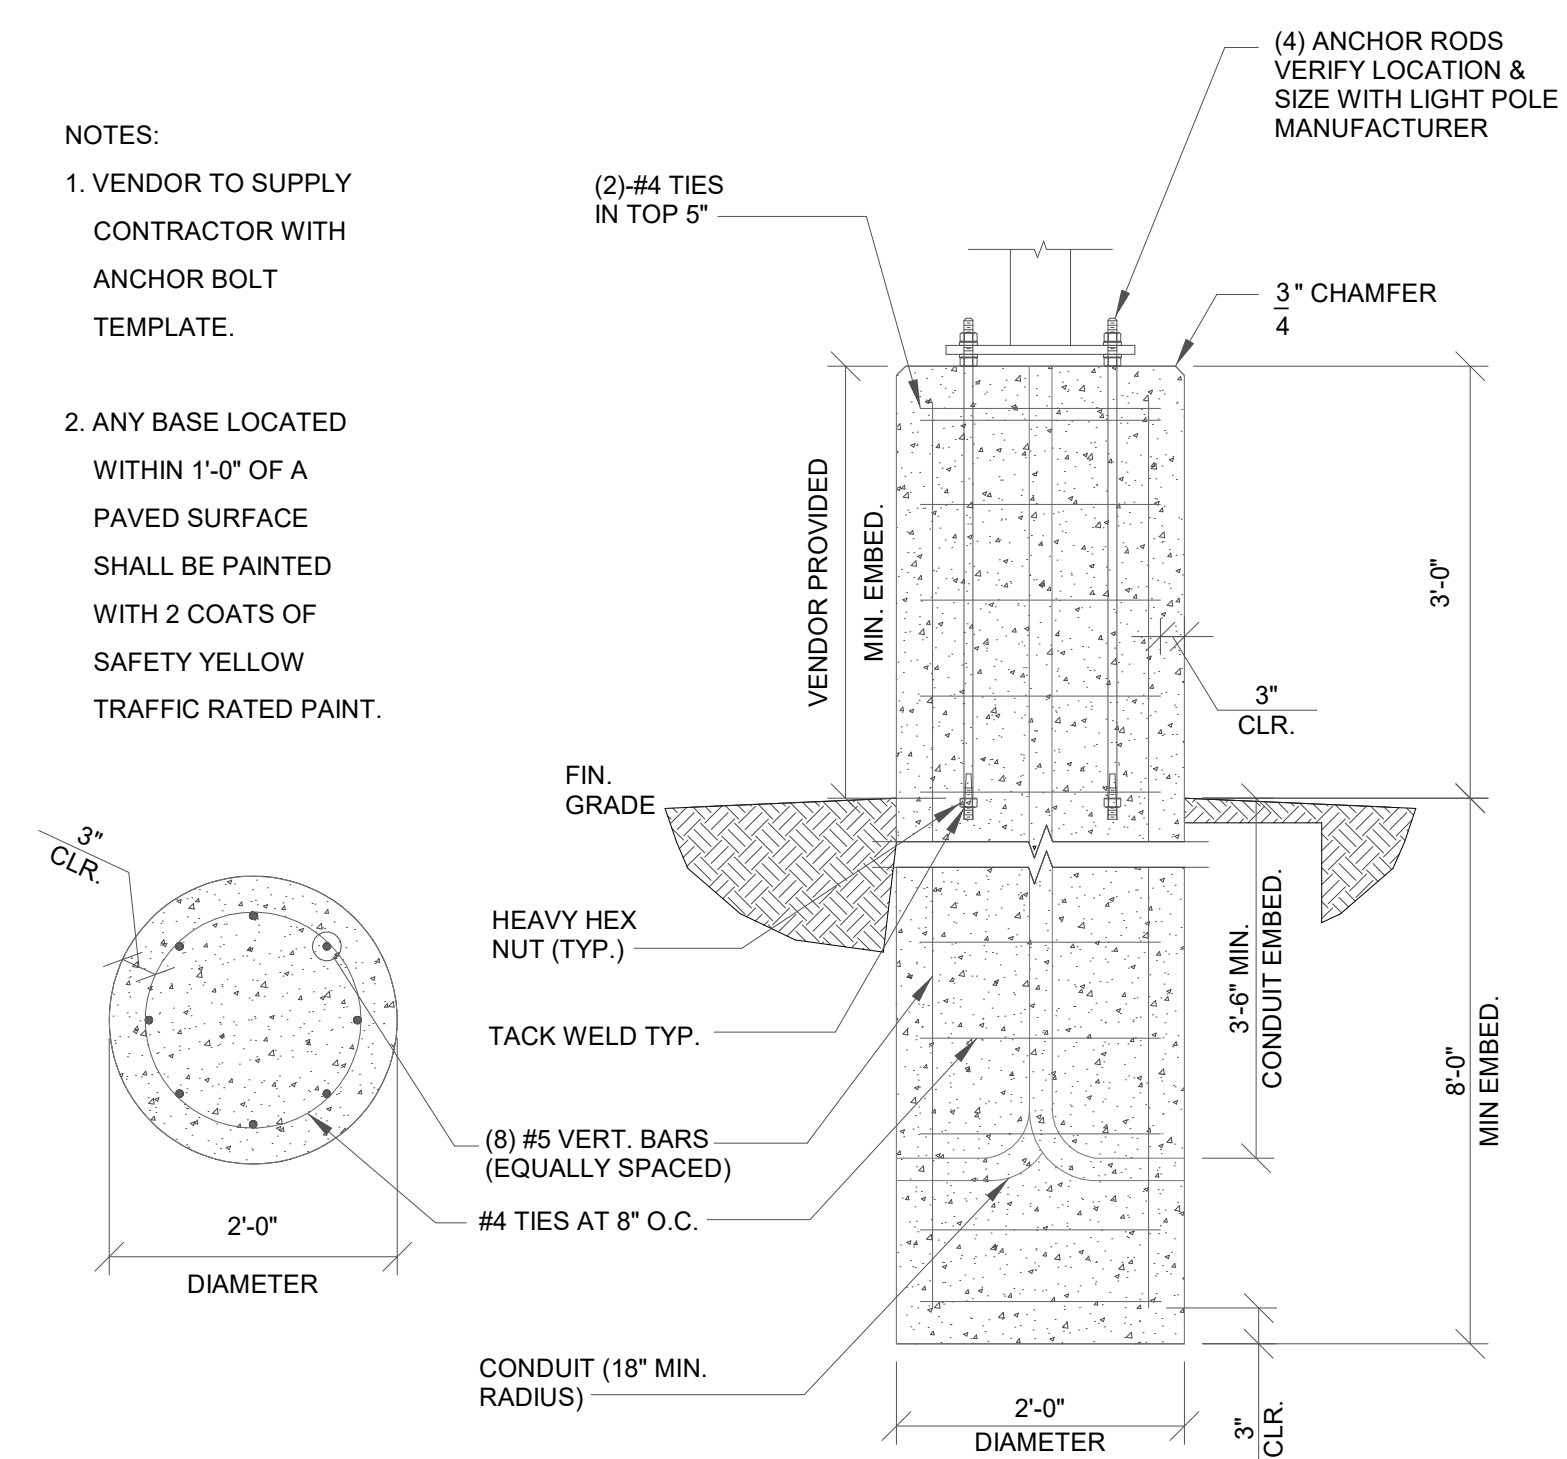 (4) ANCHOR RODS
VERIFY LOCATION &
SIZE WITH LIGHT POLE
MANUFACTURER
NOTES:
1. VENDOR TO SUPPLY
CONTRACTOR WITH
ANCHOR BOLT
TEMPLATE.
2. ANY BASE LOCATED
WITHIN 1'-0" OF A
PAVED SURFACE
SHALL BE PAINTED
WITH 2 COATS OF
SAFETY YELLOW
TRAFFIC RATED PAINT.
(2)-#4 TIES
IN TOP 5"
3/4" CHAMFER
VENDOR PROVIDED
MIN. EMBED.
3'-0"
3"
CLR.
FIN.
GRADE
3"
CLR.
HEAVY HEX
NUT (TYP.)
TACK WELD TYP.
3'-6" MIN.
CONDUIT EMBED.
8'-0"
MIN EMBED.
(8) #5 VERT. BARS
(EQUALLY SPACED)
#4 TIES AT 8" O.C.
2'-0"
DIAMETER
CONDUIT (18" MIN.
RADIUS)
2'-0"
DIAMETER
3"
CLR.